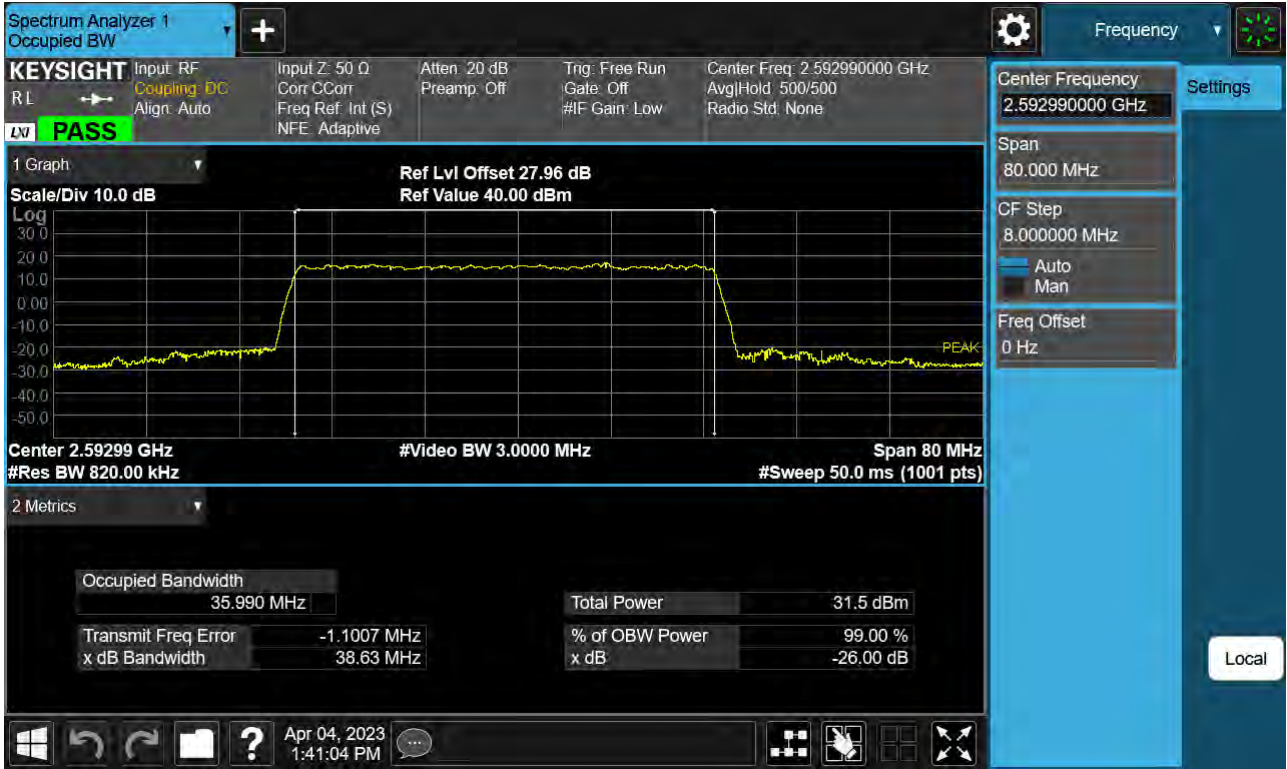 Spectrum Analyzer 1
Occupied BW
Frequency
KEYSIGHT
RL
LXI
PASS
Input: RF
Coupling: DC
Align: Auto
Input Z: 50 Ω
Corr CCorr
Freq Ref: Int (S)
NFE: Adaptive
Atten: 20 dB
Preamp: Off
Trig: Free Run
Gate: Off
#IF Gain: Low
Center Freq: 2.592990000 GHz
Avg|Hold: 500/500
Radio Std: None
1 Graph
Scale/Div 10.0 dB
Ref Lvl Offset 27.96 dB
Ref Value 40.00 dBm
Log
30.0
20.0
10.0
0.00
-10.0
-20.0
-30.0
-40.0
-50.0
PEAK
Center 2.59299 GHz
#Video BW 3.0000 MHz
Span 80 MHz
#Res BW 820.00 kHz
#Sweep 50.0 ms (1001 pts)
2 Metrics
Occupied Bandwidth
35.990 MHz
Total Power 31.5 dBm
Transmit Freq Error -1.1007 MHz
% of OBW Power 99.00 %
x dB Bandwidth 38.63 MHz
x dB -26.00 dB
Apr 04, 2023
1:41:04 PM
Center Frequency
2.592990000 GHz
Settings
Span
80.000 MHz
CF Step
8.000000 MHz
Auto
Man
Freq Offset
0 Hz
Local